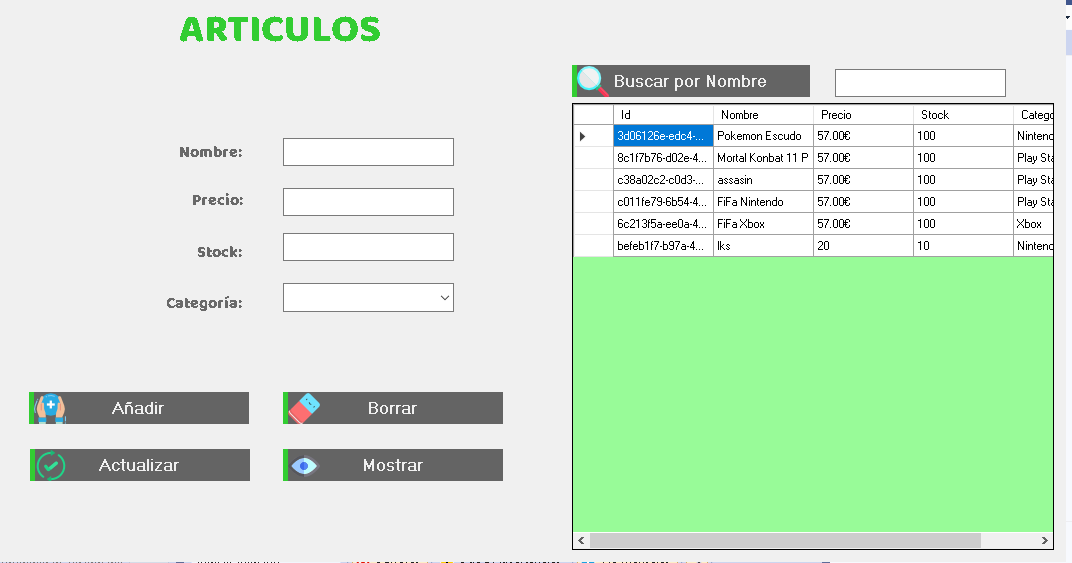 ARTICULOS
Buscar por Nombre
Nombre:
Precio:
Stock:
Categoría:
Añadir
Borrar
Actualizar
Mostrar
Id Nombre Precio Stock Catego
3d06126e-edc4-... Pokemon Escudo 57.00€ 100 Nintend
8c1f7b76-d02e-4... Mortal Konbat 11 P 57.00€ 100 Play Sta
c38a02c2-c0d3-... assasin 57.00€ 100 Play Sta
c011fe79-6b54-4... FiFa Nintendo 57.00€ 100 Nintend
6c213f5a-ee0a-4... FiFa Xbox 57.00€ 100 Xbox
befeb1f7-b97a-4... lks 20 10 Nintend